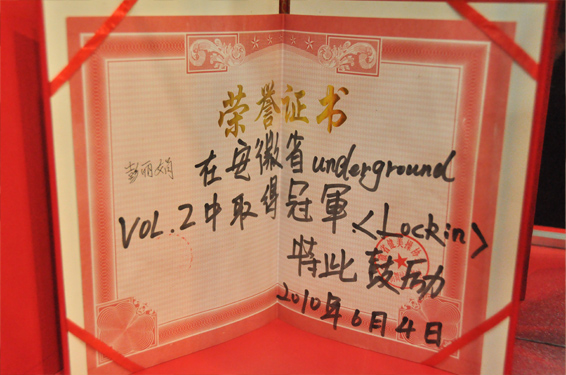 荣誉证书
彭丽娟
在安徽省underground
VOL.2中取得冠軍<Lockin>
特此鼓励
2010年6月4日